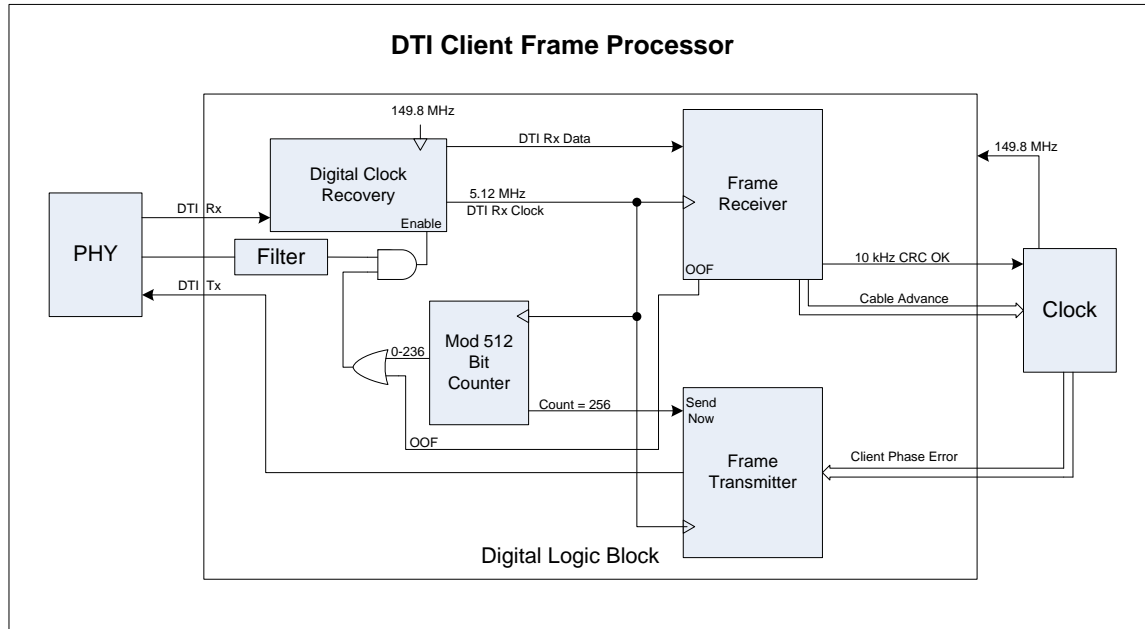 DTI Client Frame Processor
149.8 MHz
DTI Rx Data
149.8 MHz
Digital Clock
Recovery
Frame
Receiver
5.12 MHz
DTI Rx Clock
DTI Rx
Enable
PHY
Filter
OOF
10 kHz CRC OK
DTI Tx
Cable Advance
Clock
Mod 512
Bit
Counter
0-236
Count = 256
Send
Now
OOF
Client Phase Error
Frame
Transmitter
Digital Logic Block